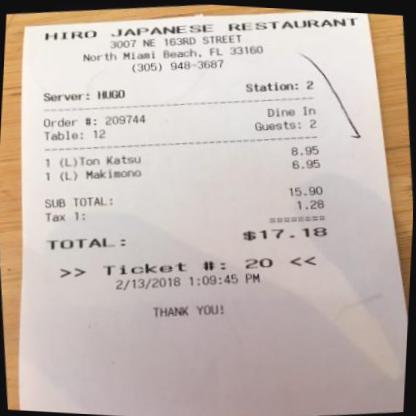 HIRO JAPANESE RESTAURANT
3007 NE 163RD STREET
North Miami Beach, FL 33160
(305) 948-3687
Server: HUGO Station: 2
Order #: 209744 Dine In
Table: 12 Guests: 2
1 (L)Ton Katsu 8.95
1 (L) Makimono 6.95
SUB TOTAL: 15.90
Tax 1: 1.28
========
TOTAL: $17.18
>> Ticket #: 20 <<
2/13/2018 1:09:45 PM
THANK YOU!